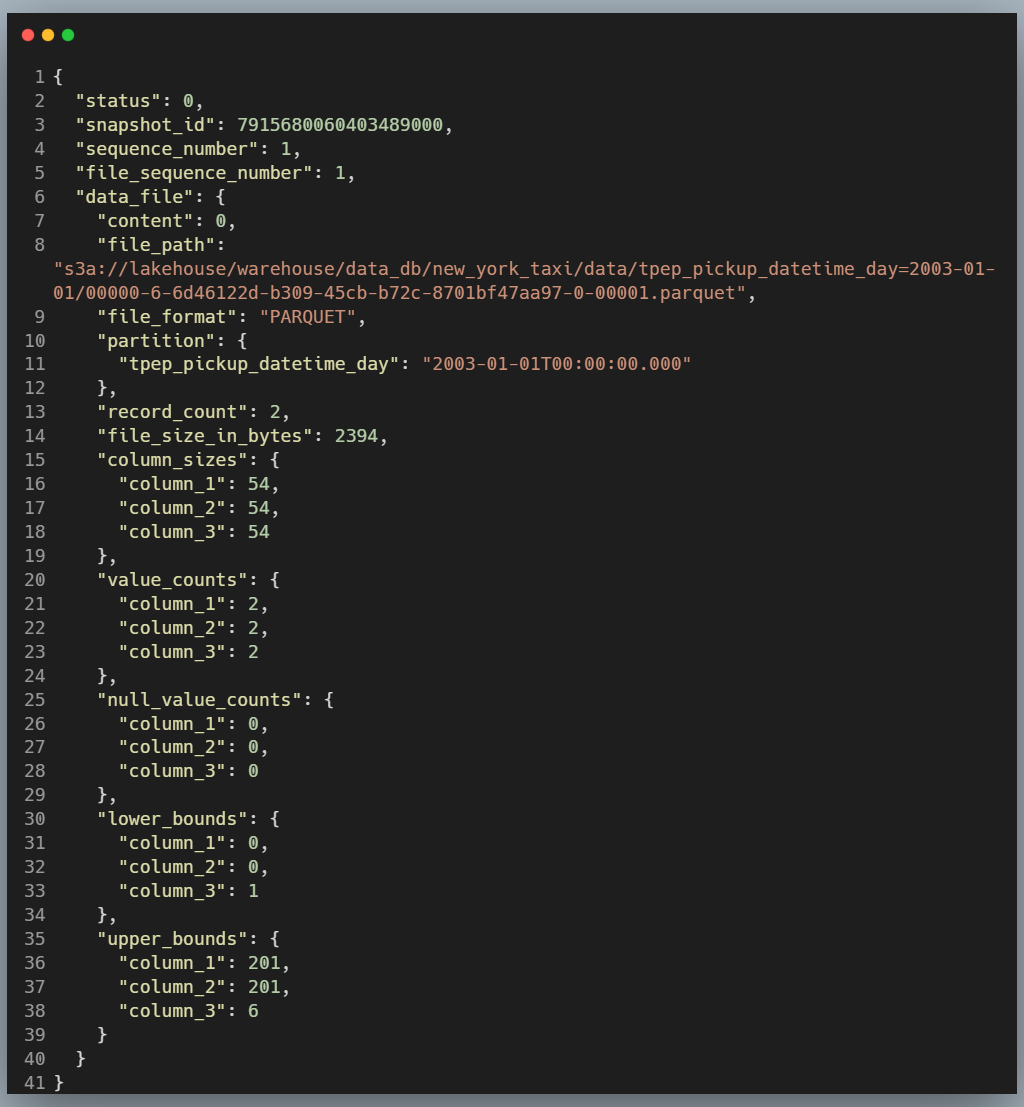 1 {
2 "status": 0,
3 "snapshot_id": 7915680060403489000,
4 "sequence_number": 1,
5 "file_sequence_number": 1,
6 "data_file": {
7 "content": 0,
8 "file_path":
"s3a://lakehouse/warehouse/data_db/new_york_taxi/data/tpep_pickup_datetime_day=2003-01-
01/00000-6-6d46122d-b309-45cb-b72c-8701bf47aa97-0-00001.parquet",
9 "file_format": "PARQUET",
10 "partition": {
11 "tpep_pickup_datetime_day": "2003-01-01T00:00:00.000"
12 },
13 "record_count": 2,
14 "file_size_in_bytes": 2394,
15 "column_sizes": {
16 "column_1": 54,
17 "column_2": 54,
18 "column_3": 54
19 },
20 "value_counts": {
21 "column_1": 2,
22 "column_2": 2,
23 "column_3": 2
24 },
25 "null_value_counts": {
26 "column_1": 0,
27 "column_2": 0,
28 "column_3": 0
29 },
30 "lower_bounds": {
31 "column_1": 0,
32 "column_2": 0,
33 "column_3": 1
34 },
35 "upper_bounds": {
36 "column_1": 201,
37 "column_2": 201,
38 "column_3": 6
39 }
40 }
41 }